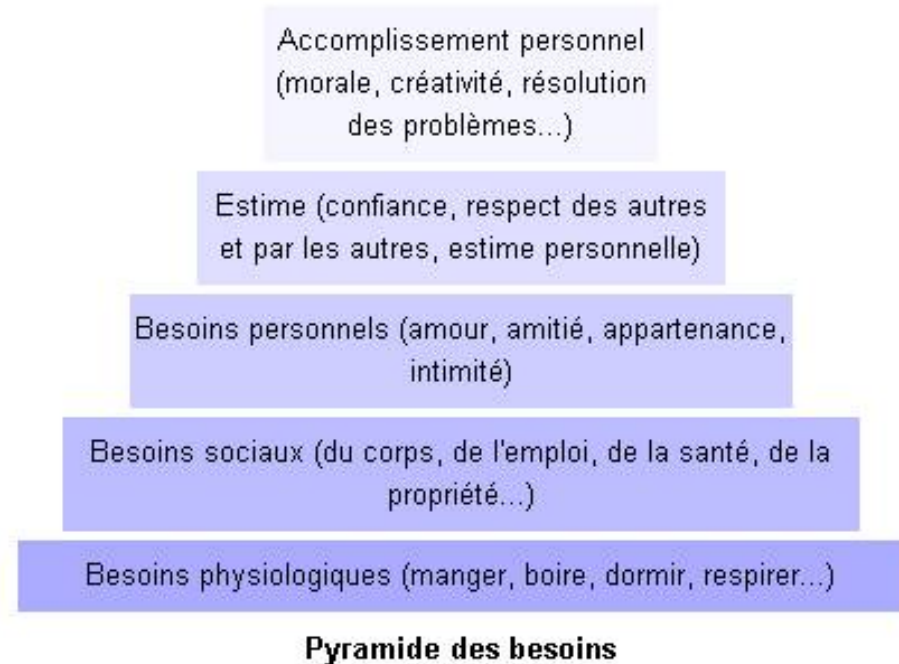 Accomplissement personnel
(morale, créativité, résolution
des problèmes...)
Estime (confiance, respect des autres
et par les autres, estime personnelle)
Besoins personnels (amour, amitié, appartenance,
intimité)
Besoins sociaux (du corps, de l'emploi, de la santé, de la
propriété...)
Besoins physiologiques (manger, boire, dormir, respirer...)
Pyramide des besoins